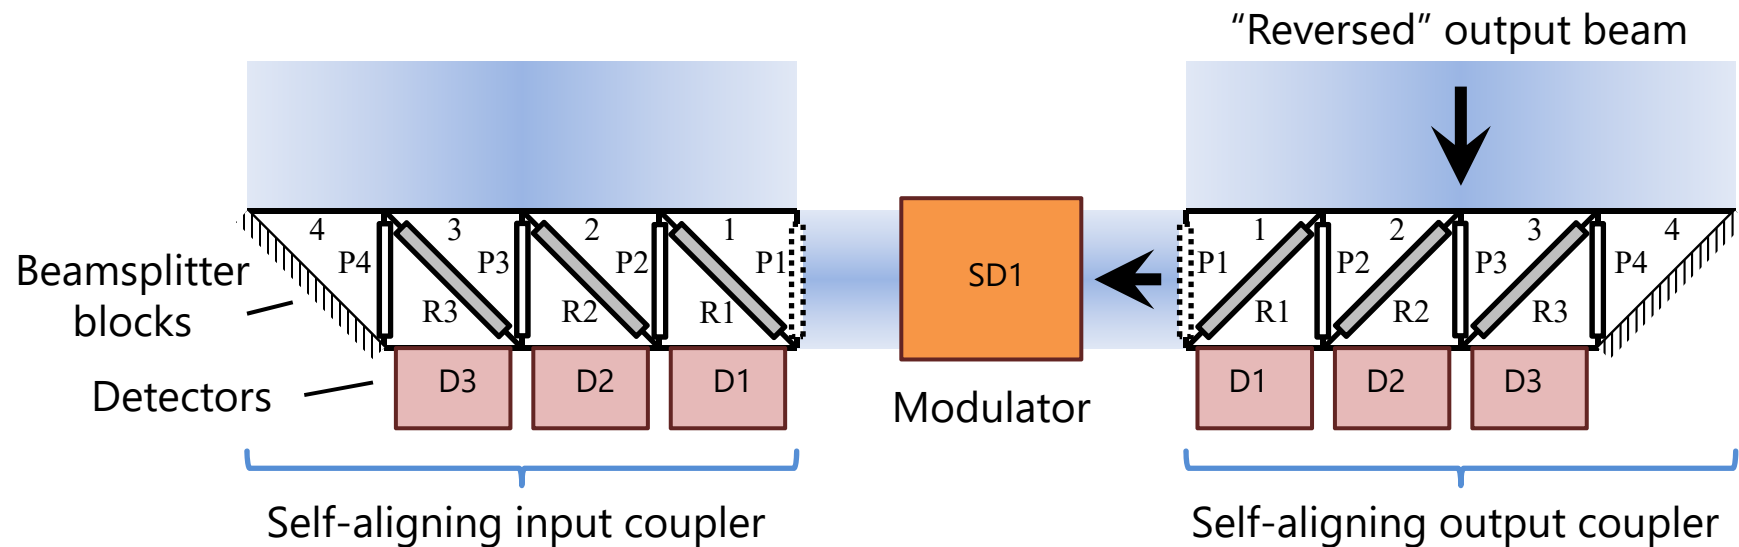 “Reversed” output beam
4 3 2 1
P4 P3 P2 P1
R3 R2 R1
SD1
1 2 3 4
P1 P2 P3 P4
R1 R2 R3
Beamsplitter
blocks
Detectors
D3 D2 D1
Modulator
D1 D2 D3
Self-aligning input coupler
Self-aligning output coupler